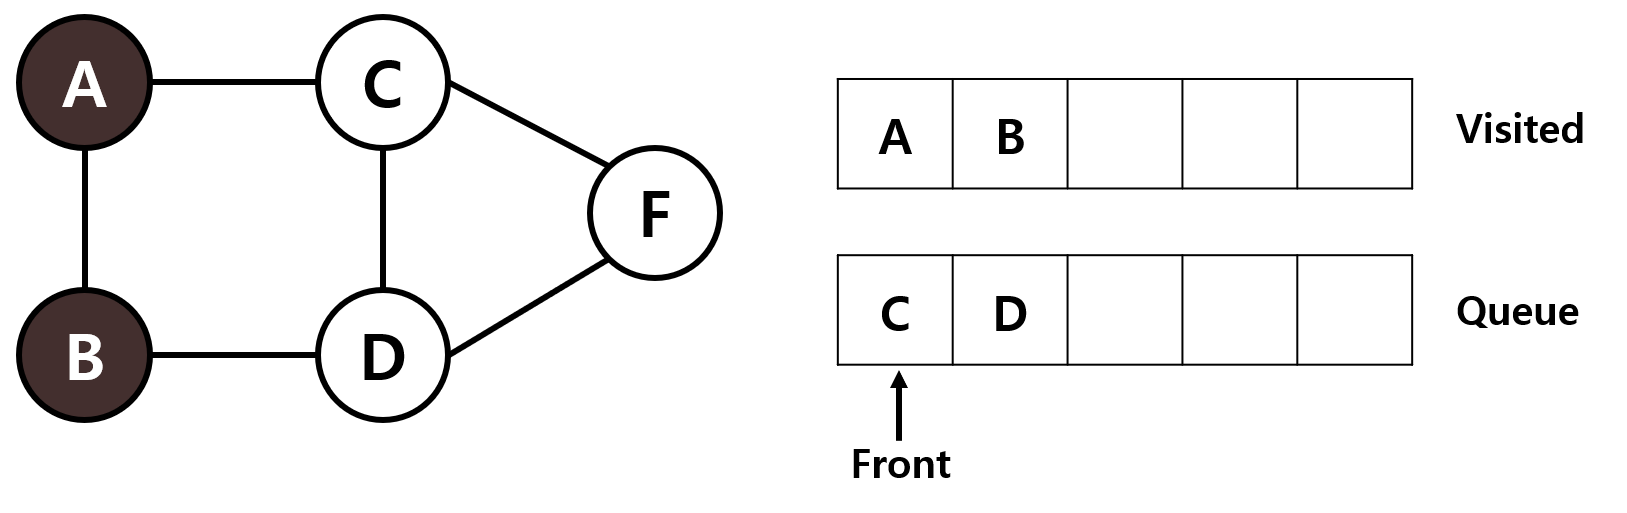 A
C
F
B
D
A B
Visited
C D
Queue
Front